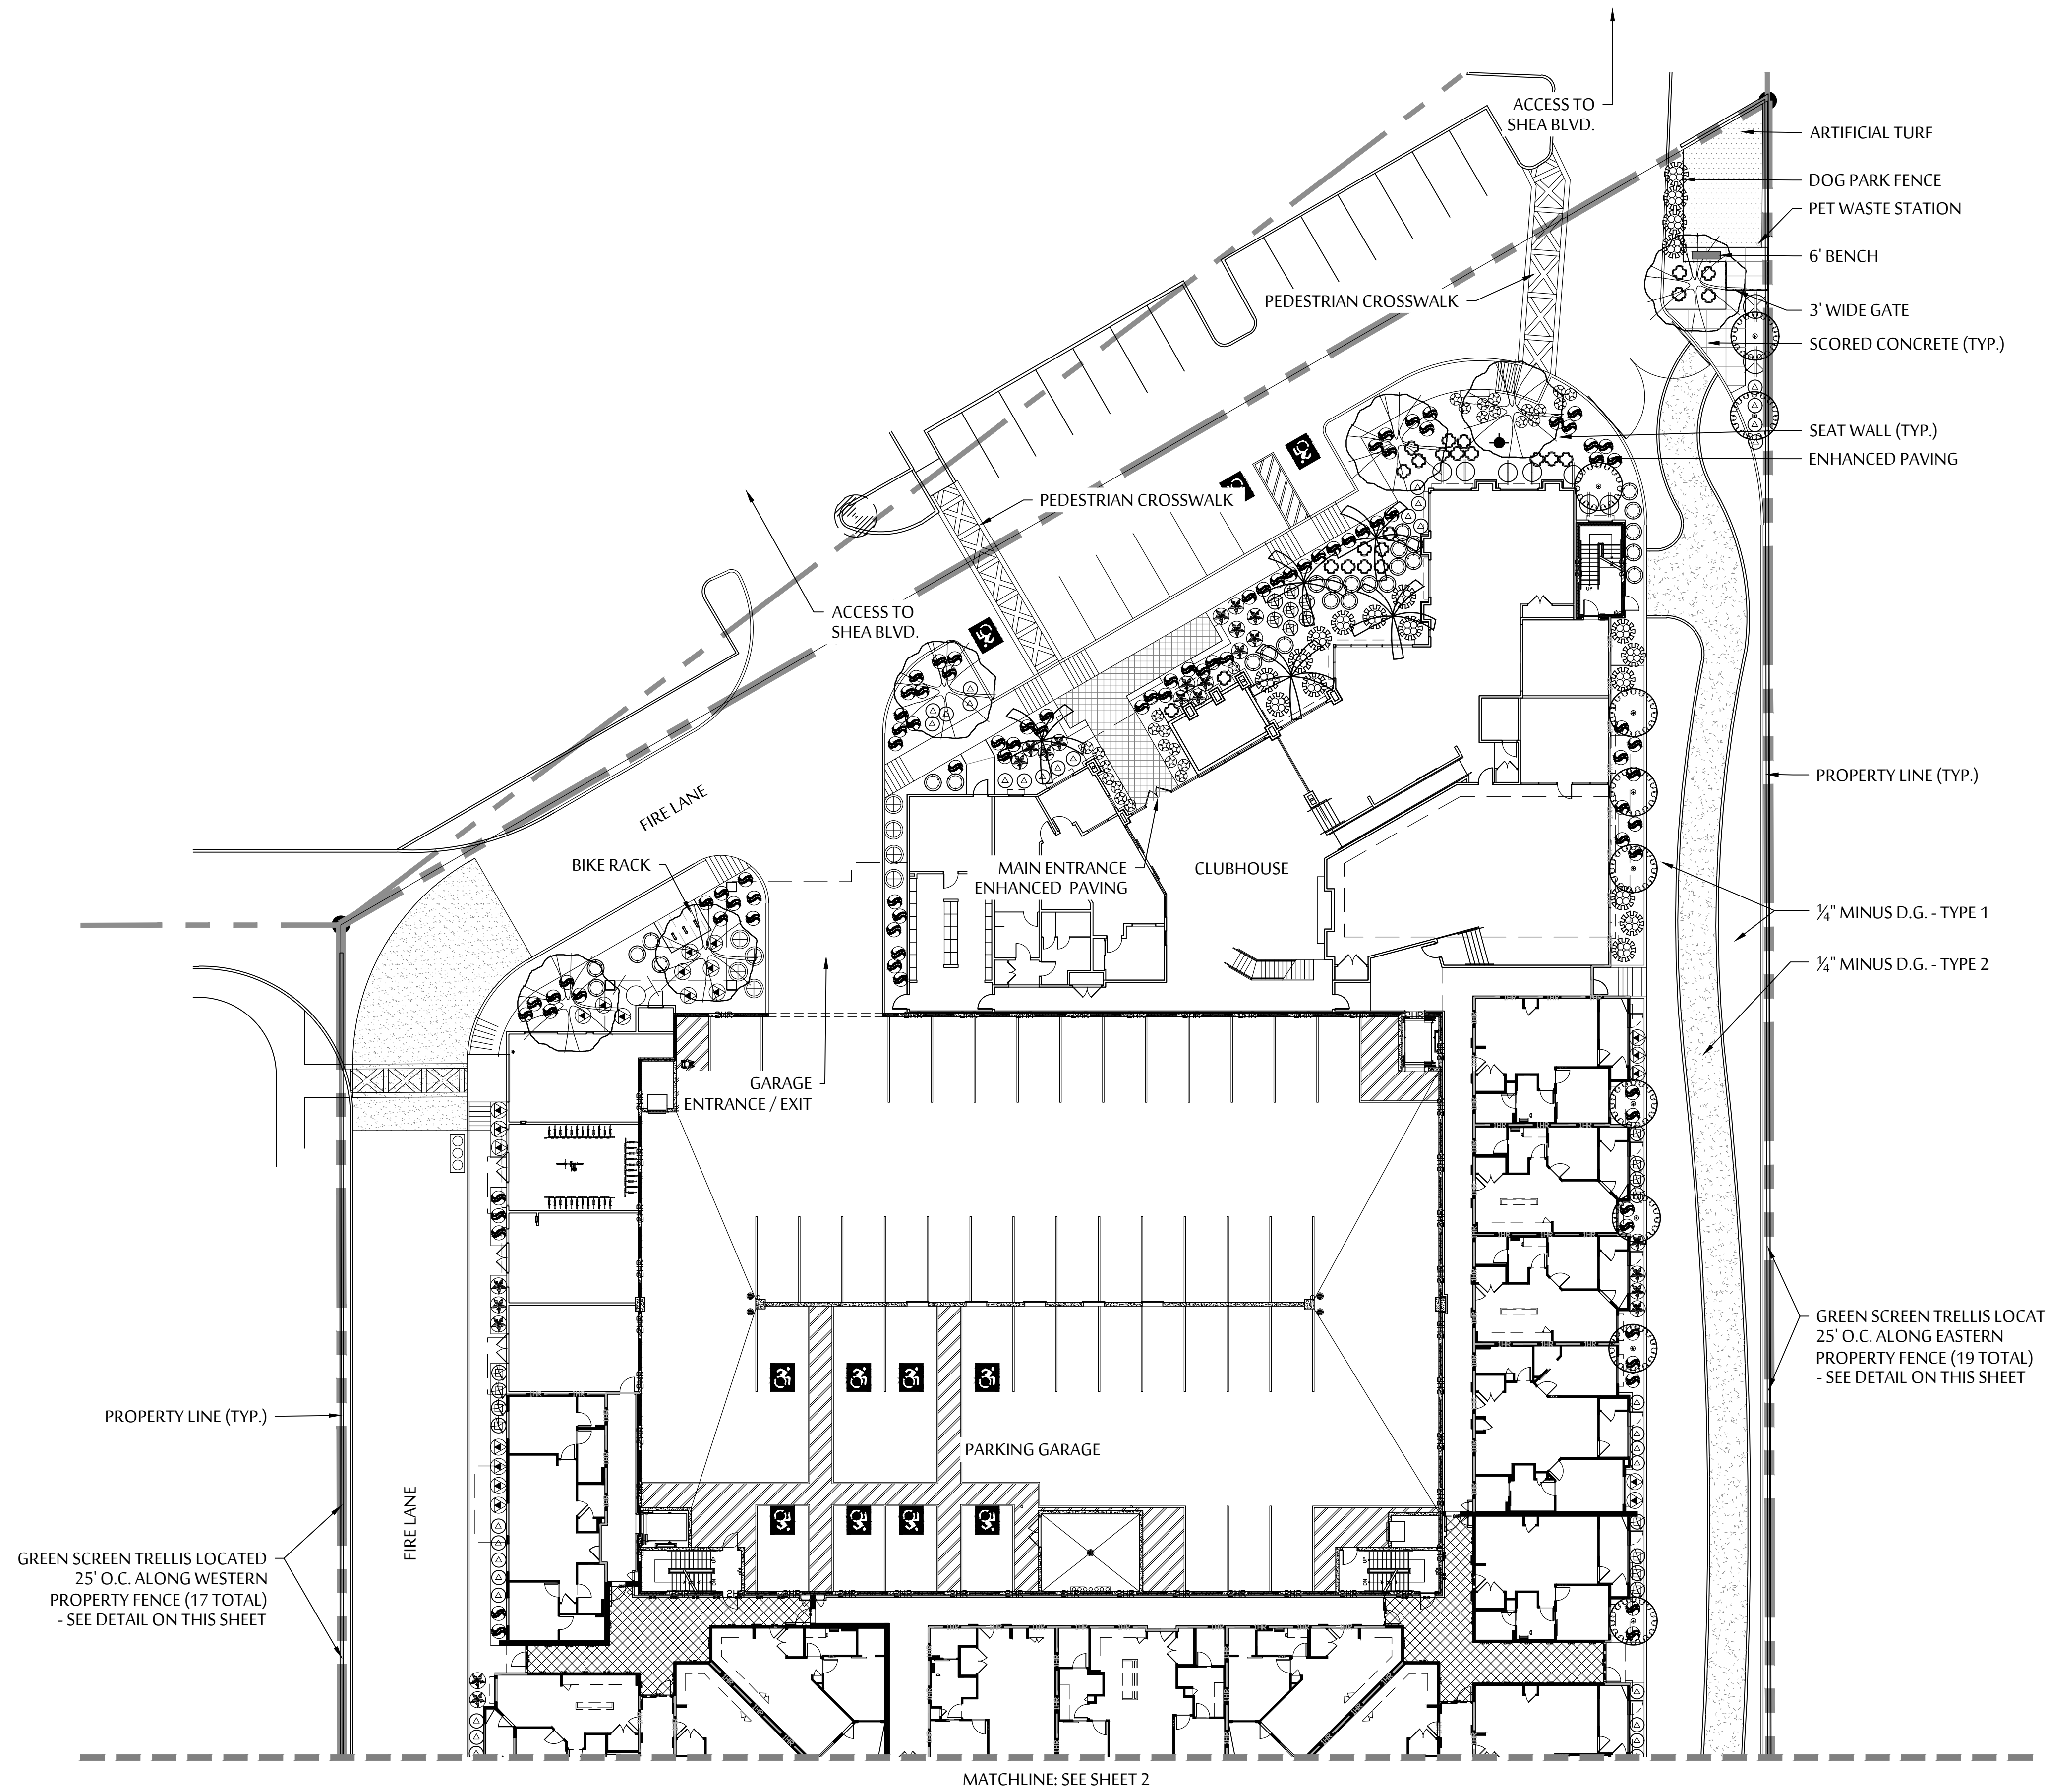 ACCESS TO
SHEA BLVD.
ARTIFICIAL TURF
DOG PARK FENCE
PET WASTE STATION
6' BENCH
3' WIDE GATE
SCORED CONCRETE (TYP.)
PEDESTRIAN CROSSWALK
SEAT WALL (TYP.)
ENHANCED PAVING
PEDESTRIAN CROSSWALK
ACCESS TO
SHEA BLVD.
PROPERTY LINE (TYP.)
FIRE LANE
BIKE RACK
MAIN ENTRANCE
ENHANCED PAVING
CLUBHOUSE
¼" MINUS D.G. - TYPE 1
¼" MINUS D.G. - TYPE 2
GARAGE
ENTRANCE / EXIT
GREEN SCREEN TRELLIS LOCAT
25' O.C. ALONG EASTERN
PROPERTY FENCE (19 TOTAL)
- SEE DETAIL ON THIS SHEET
PROPERTY LINE (TYP.)
PARKING GARAGE
FIRE LANE
GREEN SCREEN TRELLIS LOCATED
25' O.C. ALONG WESTERN
PROPERTY FENCE (17 TOTAL)
- SEE DETAIL ON THIS SHEET
MATCHLINE: SEE SHEET 2